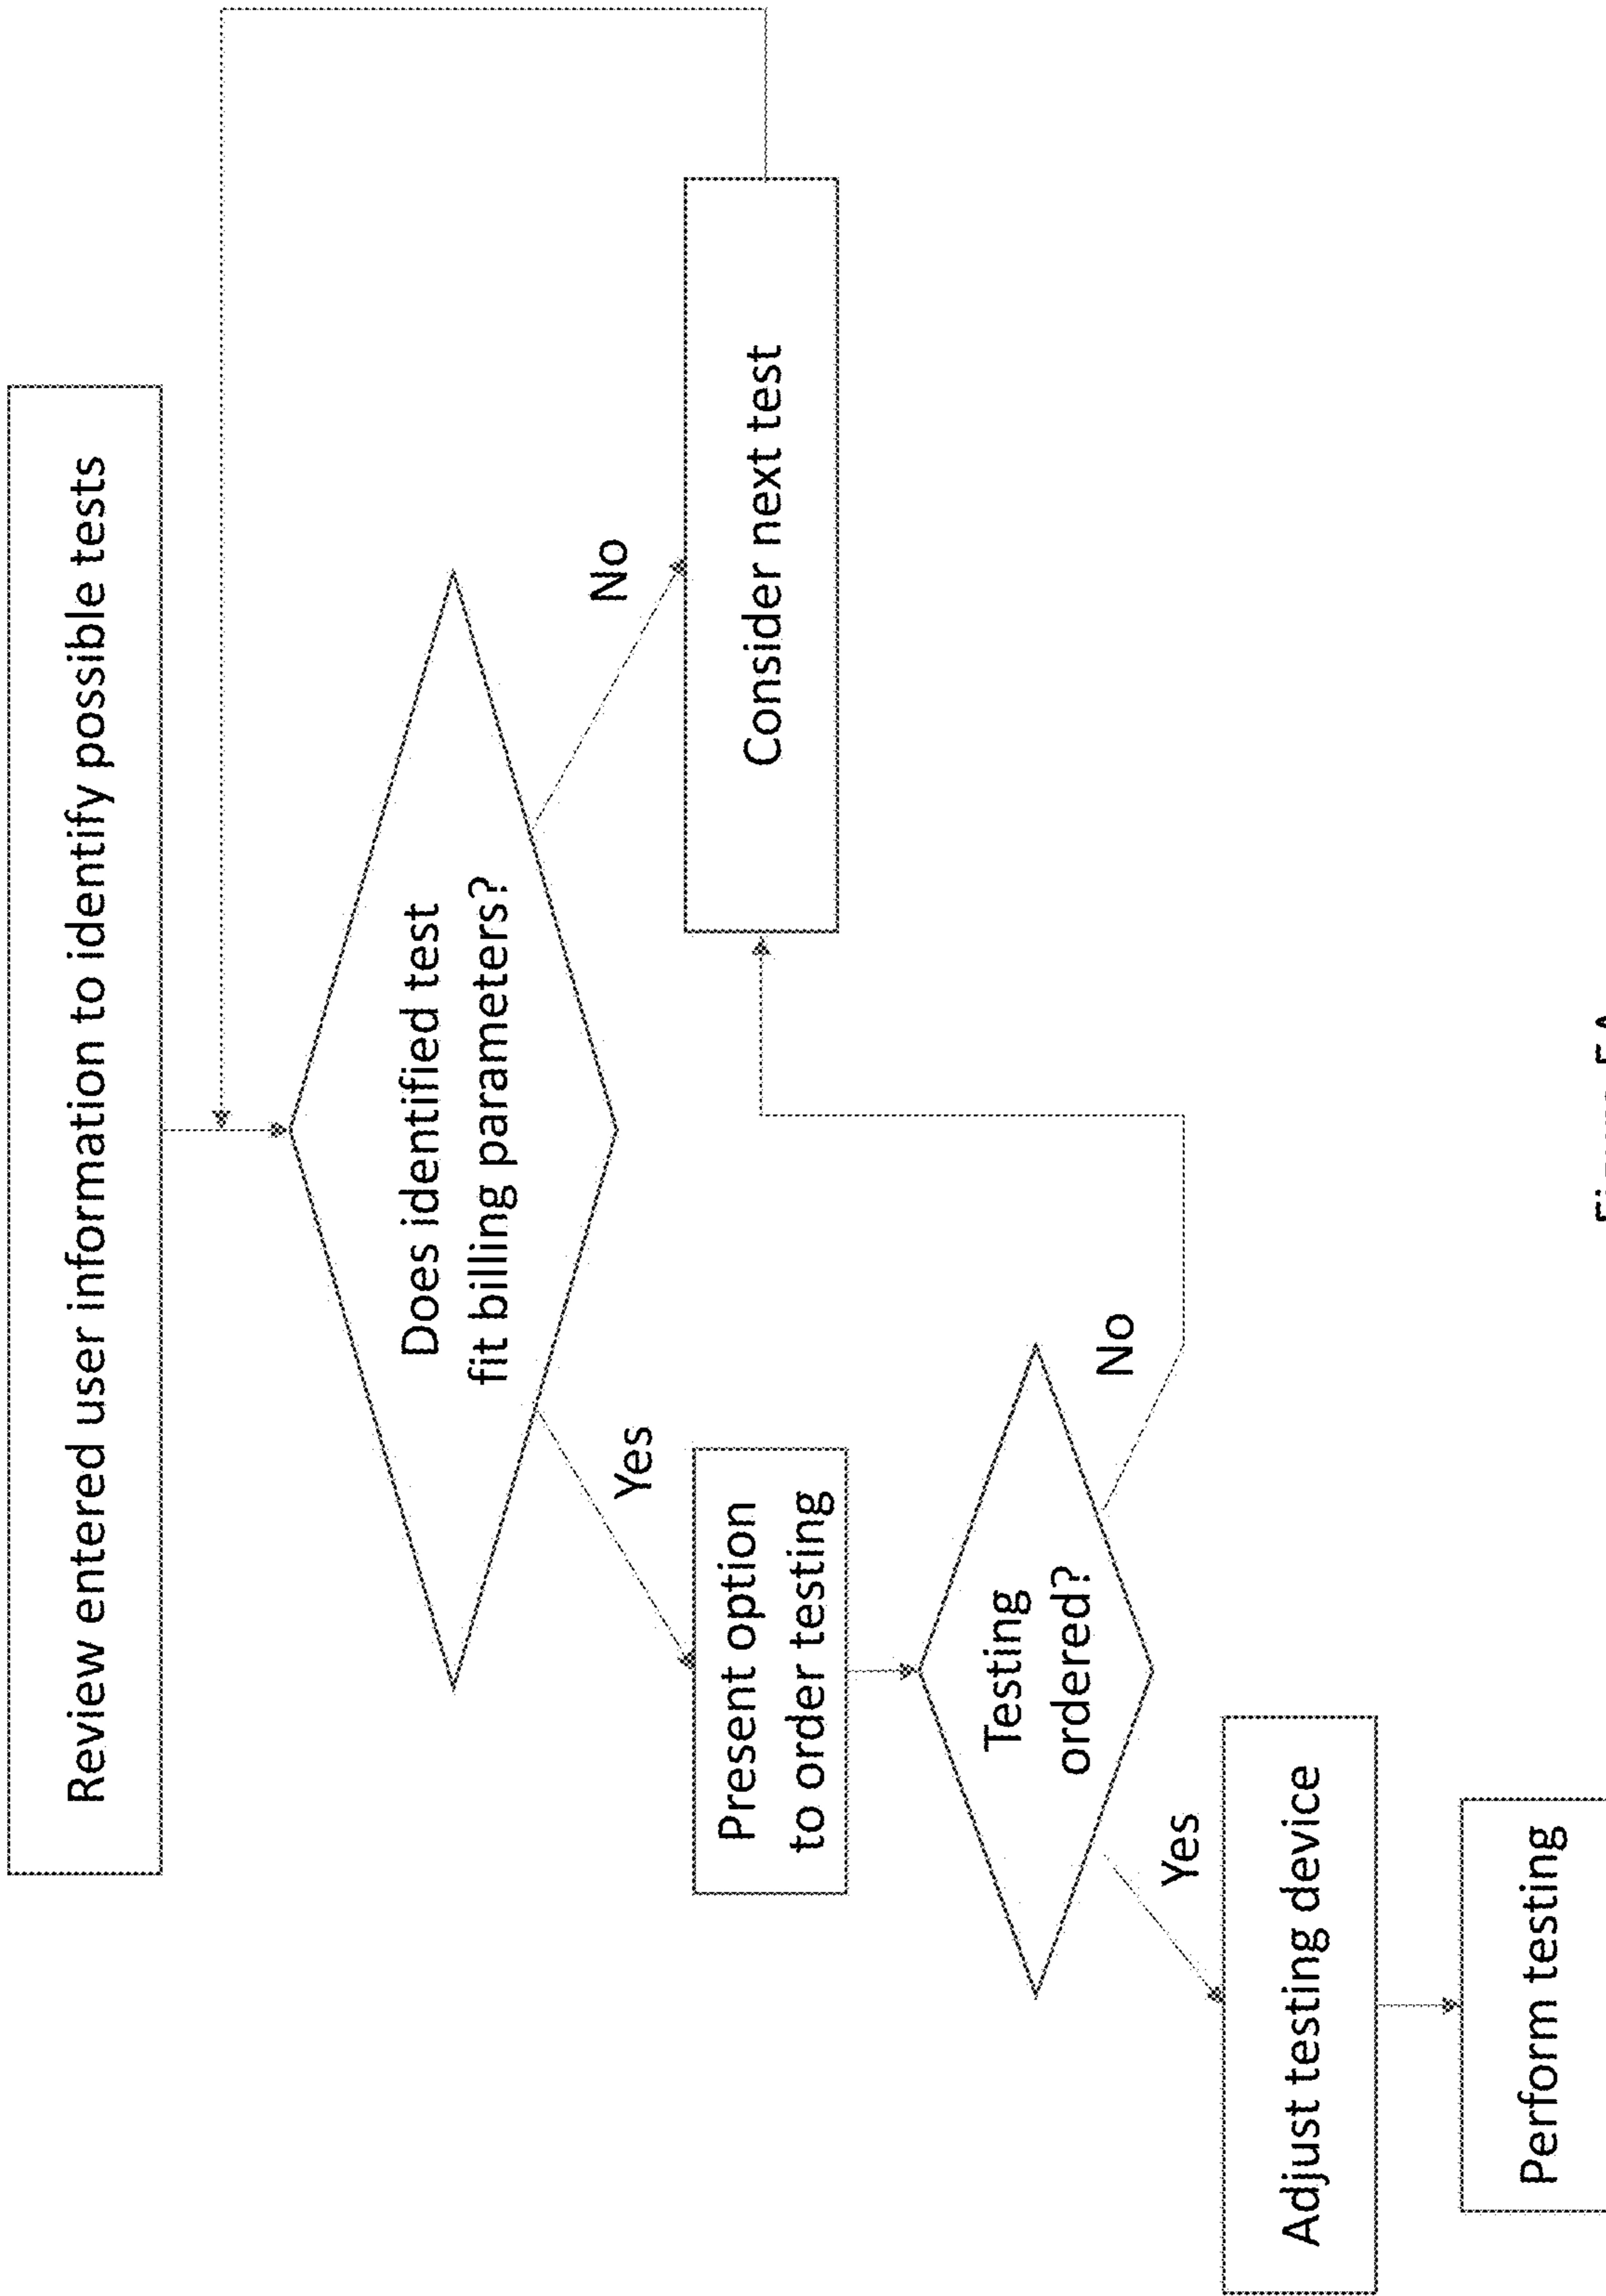 Review entered user information to identify possible tests
Does identified test
fit billing parameters?
Yes
No
Present option
to order testing
Consider next test
Testing
ordered?
Yes
No
Adjust testing device
Perform testing